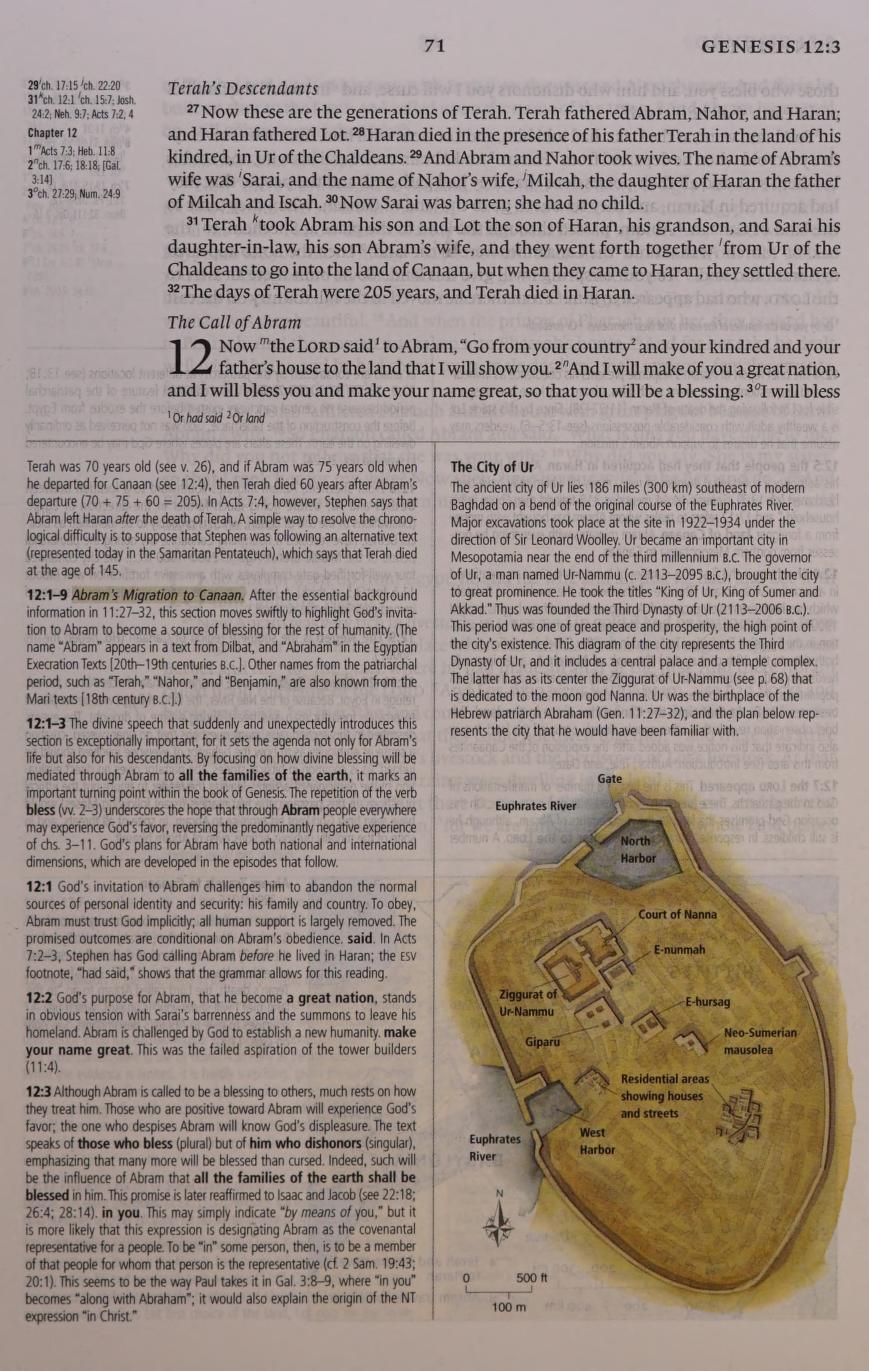 71
GENESIS 12:3
29 i ch. 17:15 j ch. 22:20
31 k ch. 12:1 l ch. 15:7; Josh.
24:2; Neh. 9:7; Acts 7:2, 4
Chapter 12
1 m Acts 7:3; Heb. 11:8
2 n ch. 17:6; 18:18; [Gal.
3:14]
3 o ch. 27:29; Num. 24:9
Terah's Descendants
27 Now these are the generations of Terah. Terah fathered Abram, Nahor, and Haran;
and Haran fathered Lot. 28 Haran died in the presence of his father Terah in the land of his
kindred, in Ur of the Chaldeans. 29 And Abram and Nahor took wives. The name of Abram's
wife was i Sarai, and the name of Nahor's wife, j Milcah, the daughter of Haran the father
of Milcah and Iscah. 30 Now Sarai was barren; she had no child.
31 Terah k took Abram his son and Lot the son of Haran, his grandson, and Sarai his
daughter-in-law, his son Abram's wife, and they went forth together l from Ur of the
Chaldeans to go into the land of Canaan, but when they came to Haran, they settled there.
32 The days of Terah were 205 years, and Terah died in Haran.
The Call of Abram
12 Now m the LORD said 1 to Abram, “Go from your country 2 and your kindred and your
father's house to the land that I will show you. 2 n And I will make of you a great nation,
and I will bless you and make your name great, so that you will be a blessing. 3 o I will bless
1 Or had said 2 Or land
Terah was 70 years old (see v. 26), and if Abram was 75 years old when
he departed for Canaan (see 12:4), then Terah died 60 years after Abram's
departure (70 + 75 + 60 = 205). In Acts 7:4, however, Stephen says that
Abram left Haran after the death of Terah. A simple way to resolve the chrono-
logical difficulty is to suppose that Stephen was following an alternative text
(represented today in the Samaritan Pentateuch), which says that Terah died
at the age of 145.
12:1–9 Abram's Migration to Canaan. After the essential background
information in 11:27–32, this section moves swiftly to highlight God's invita-
tion to Abram to become a source of blessing for the rest of humanity. (The
name “Abram” appears in a text from Dilbat, and “Abraham” in the Egyptian
Execration Texts [20th–19th centuries B.C.]. Other names from the patriarchal
period, such as “Terah,” “Nahor,” and “Benjamin,” are also known from the
Mari texts [18th century B.C.].)
12:1–3 The divine speech that suddenly and unexpectedly introduces this
section is exceptionally important, for it sets the agenda not only for Abram's
life but also for his descendants. By focusing on how divine blessing will be
mediated through Abram to all the families of the earth, it marks an
important turning point within the book of Genesis. The repetition of the verb
bless (vv. 2–3) underscores the hope that through Abram people everywhere
may experience God's favor, reversing the predominantly negative experience
of chs. 3–11. God's plans for Abram have both national and international
dimensions, which are developed in the episodes that follow.
12:1 God's invitation to Abram challenges him to abandon the normal
sources of personal identity and security: his family and country. To obey,
Abram must trust God implicitly; all human support is largely removed. The
promised outcomes are conditional on Abram's obedience. said. In Acts
7:2–3, Stephen has God calling Abram before he lived in Haran; the ESV
footnote, “had said,” shows that the grammar allows for this reading.
12:2 God's purpose for Abram, that he become a great nation, stands
in obvious tension with Sarai's barrenness and the summons to leave his
homeland. Abram is challenged by God to establish a new humanity. make
your name great. This was the failed aspiration of the tower builders
(11:4).
12:3 Although Abram is called to be a blessing to others, much rests on how
they treat him. Those who are positive toward Abram will experience God's
favor; the one who despises Abram will know God's displeasure. The text
speaks of those who bless (plural) but of him who dishonors (singular),
emphasizing that many more will be blessed than cursed. Indeed, such will
be the influence of Abram that all the families of the earth shall be
blessed in him. This promise is later reaffirmed to Isaac and Jacob (see 22:18;
26:4; 28:14). in you. This may simply indicate “by means of you,” but it
is more likely that this expression is designating Abram as the covenantal
representative for a people. To be “in” some person, then, is to be a member
of that people for whom that person is the representative (cf. 2 Sam. 19:43;
20:1). This seems to be the way Paul takes it in Gal. 3:8–9, where “in you”
becomes “along with Abraham”; it would also explain the origin of the NT
expression “in Christ.”
The City of Ur
The ancient city of Ur lies 186 miles (300 km) southeast of modern
Baghdad on a bend of the original course of the Euphrates River.
Major excavations took place at the site in 1922–1934 under the
direction of Sir Leonard Woolley. Ur became an important city in
Mesopotamia near the end of the third millennium B.C. The governor
of Ur, a man named Ur-Nammu (c. 2113–2095 B.C.), brought the city
to great prominence. He took the titles “King of Ur, King of Sumer and
Akkad.” Thus was founded the Third Dynasty of Ur (2113–2006 B.C.).
This period was one of great peace and prosperity, the high point of
the city's existence. This diagram of the city represents the Third
Dynasty of Ur, and it includes a central palace and a temple complex.
The latter has as its center the Ziggurat of Ur-Nammu (see p. 68) that
is dedicated to the moon god Nanna. Ur was the birthplace of the
Hebrew patriarch Abraham (Gen. 11:27–32), and the plan below rep-
resents the city that he would have been familiar with.
Gate
Euphrates River
North
Harbor
Court of Nanna
E-nunmah
Ziggurat of
Ur-Nammu
E-hursag
Giparu
Neo-Sumerian
mausolea
Residential areas
showing houses
and streets
West
Harbor
Euphrates
River
N
0 500 ft
100 m